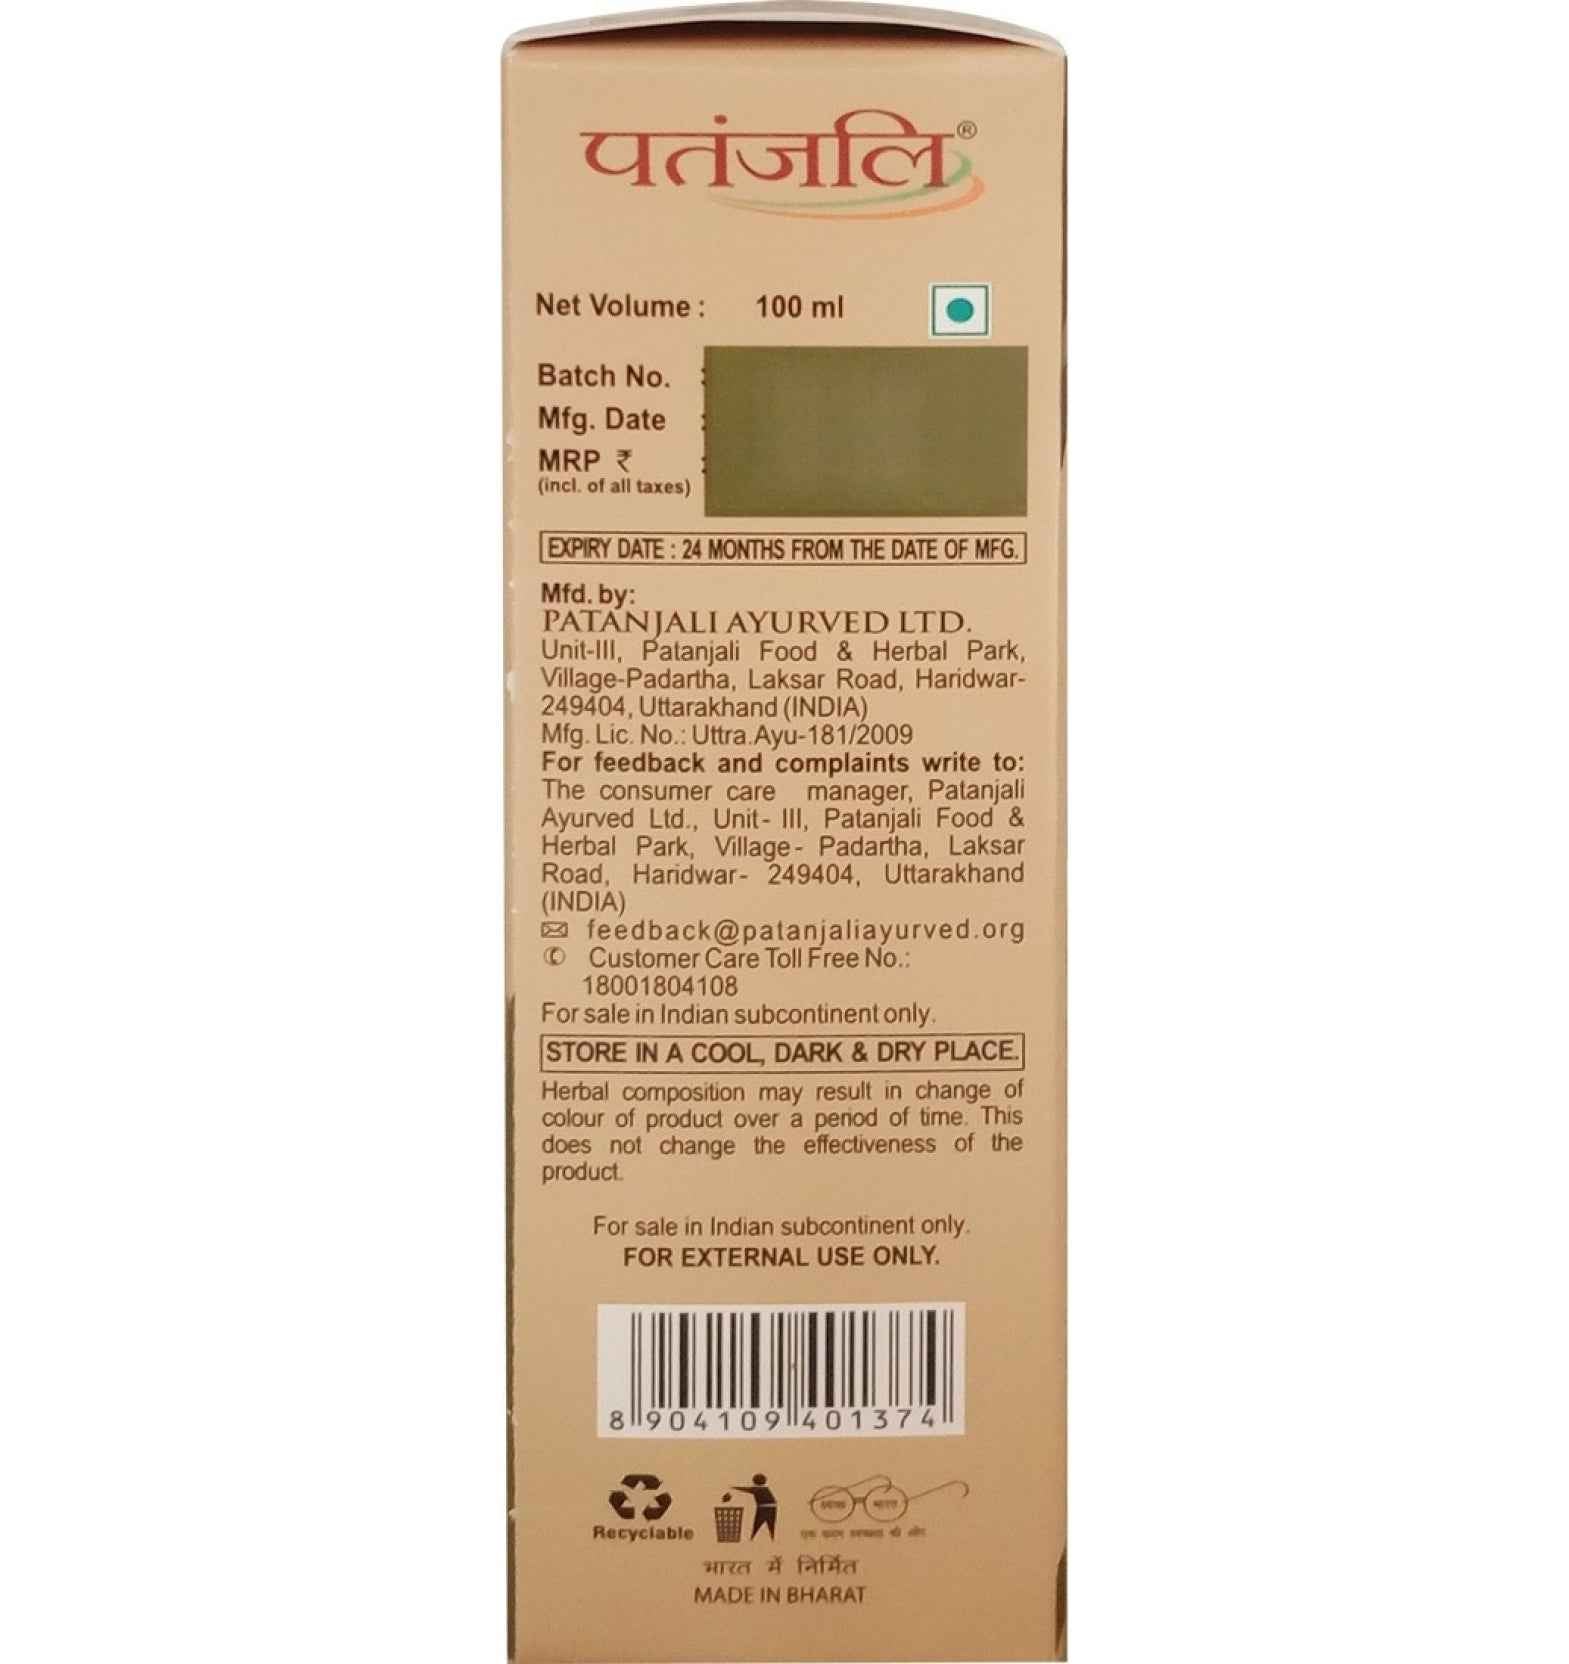 पतंजलि®
Net Volume : 100 ml
Batch No. :
Mfg. Date :
MRP ₹ :
(incl. of all taxes)
EXPIRY DATE : 24 MONTHS FROM THE DATE OF MFG.
Mfd. by:
PATANJALI AYURVED LTD.
Unit-III, Patanjali Food & Herbal Park,
Village-Padartha, Laksar Road, Haridwar-
249404, Uttarakhand (INDIA)
Mfg. Lic. No.: Uttra.Ayu-181/2009
For feedback and complaints write to:
The consumer care manager, Patanjali
Ayurved Ltd., Unit- III, Patanjali Food &
Herbal Park, Village- Padartha, Laksar
Road, Haridwar- 249404, Uttarakhand
(INDIA)
feedback@patanjaliayurved.org
Customer Care Toll Free No.:
18001804108
For sale in Indian subcontinent only.
STORE IN A COOL, DARK & DRY PLACE.
Herbal composition may result in change of
colour of product over a period of time. This
does not change the effectiveness of the
product.
For sale in Indian subcontinent only.
FOR EXTERNAL USE ONLY.
8 904109 401374
Recyclable
भारत में निर्मित
MADE IN BHARAT